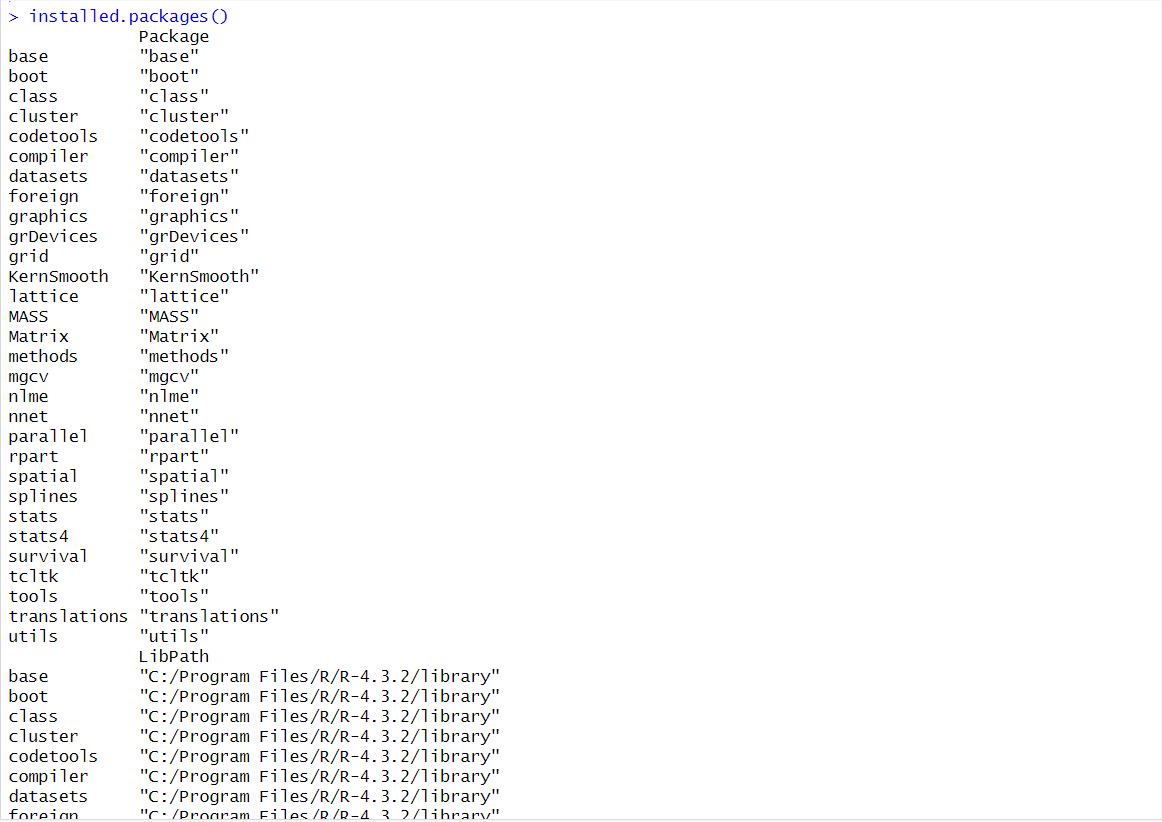 > installed.packages()
Package
base "base"
boot "boot"
class "class"
cluster "cluster"
codetools "codetools"
compiler "compiler"
datasets "datasets"
foreign "foreign"
graphics "graphics"
grDevices "grDevices"
grid "grid"
KernSmooth "KernSmooth"
lattice "lattice"
MASS "MASS"
Matrix "Matrix"
methods "methods"
mgcv "mgcv"
nlme "nlme"
nnet "nnet"
parallel "parallel"
rpart "rpart"
spatial "spatial"
splines "splines"
stats "stats"
stats4 "stats4"
survival "survival"
tcltk "tcltk"
tools "tools"
translations "translations"
utils "utils"
LibPath
base "C:/Program Files/R/R-4.3.2/library"
boot "C:/Program Files/R/R-4.3.2/library"
class "C:/Program Files/R/R-4.3.2/library"
cluster "C:/Program Files/R/R-4.3.2/library"
codetools "C:/Program Files/R/R-4.3.2/library"
compiler "C:/Program Files/R/R-4.3.2/library"
datasets "C:/Program Files/R/R-4.3.2/library"
foreign "C:/Program Files/R/R-4.3.2/library"